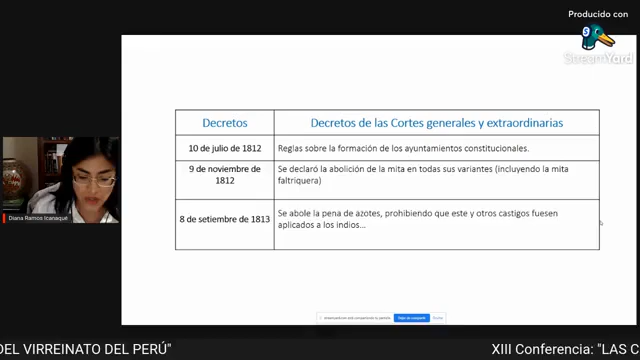 Producido con
StreamYard
Decretos
Decretos de las Cortes generales y extraordinarias
10 de julio de 1812
Reglas sobre la formación de los ayuntamientos constitucionales.
9 de noviembre de
1812
Se declaró la abolición de la mita en todas sus variantes (incluyendo la mita
faltriquera)
8 de setiembre de 1813
Se abole la pena de azotes, prohibiendo que este y otros castigos fuesen
aplicados a los indios...
Diana Ramos Icanaqué
DEL VIRREINATO DEL PERÚ"
XIII Conferencia: "LAS C